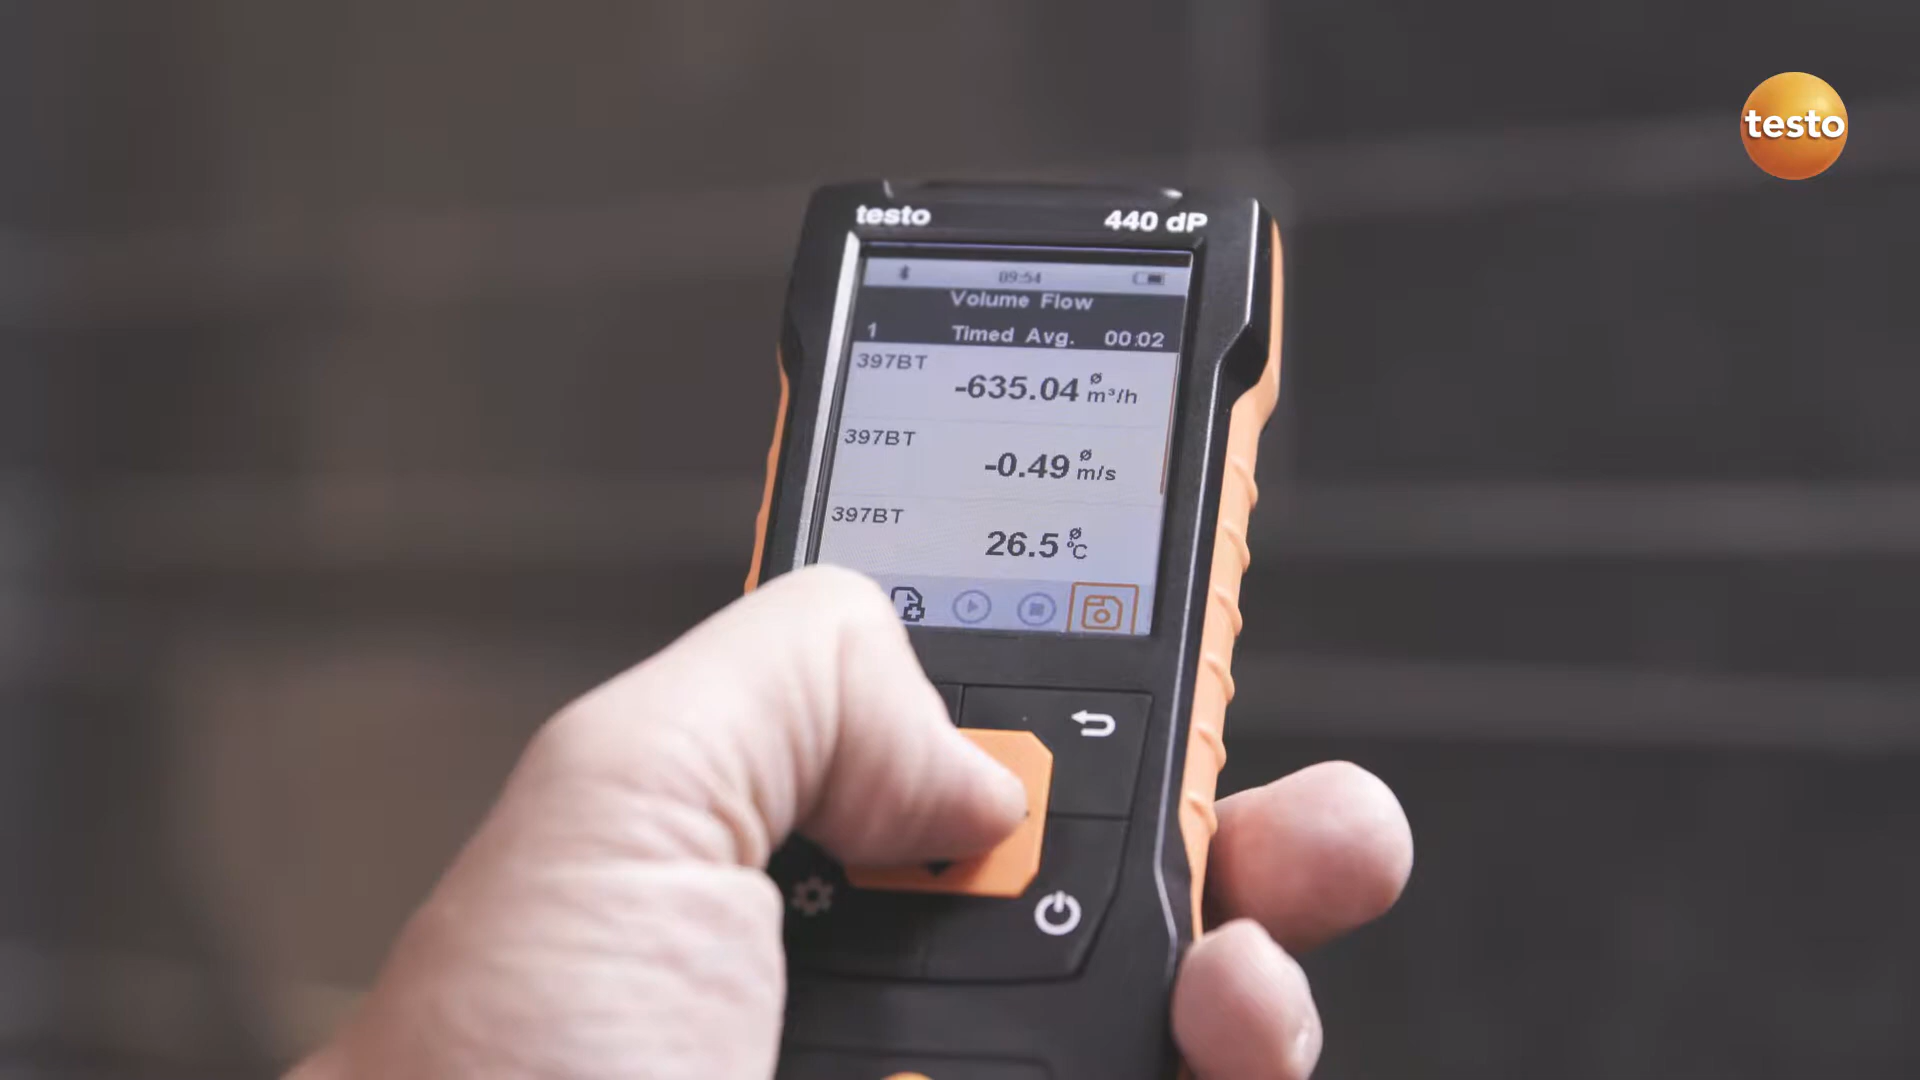 testo
testo 440 dP
09:54
Volume Flow
1 Timed Avg. 00:02
397BT
-635.04 ø m³/h
397BT
-0.49 ø m/s
397BT
26.5 ø °C